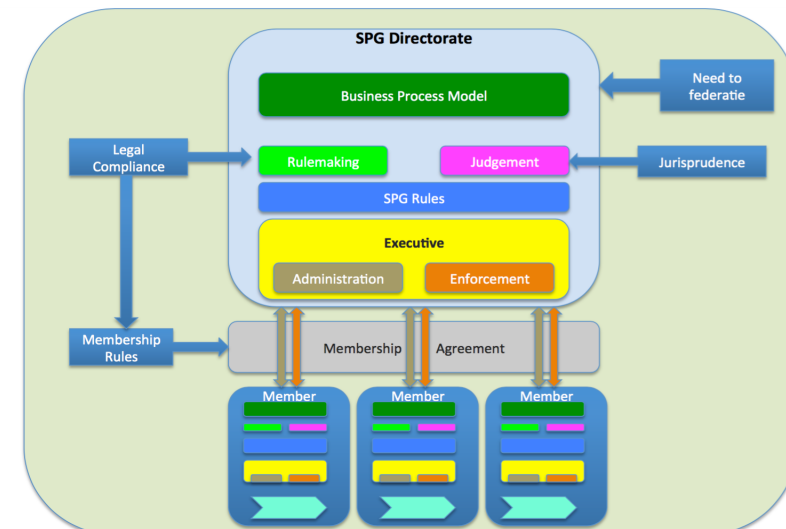 SPG Directorate
Business Process Model
Need to
federatie
Legal
Compliance
Rulemaking
Judgement
Jurisprudence
SPG Rules
Executive
Administration
Enforcement
Membership
Rules
Membership Agreement
Member
Member
Member